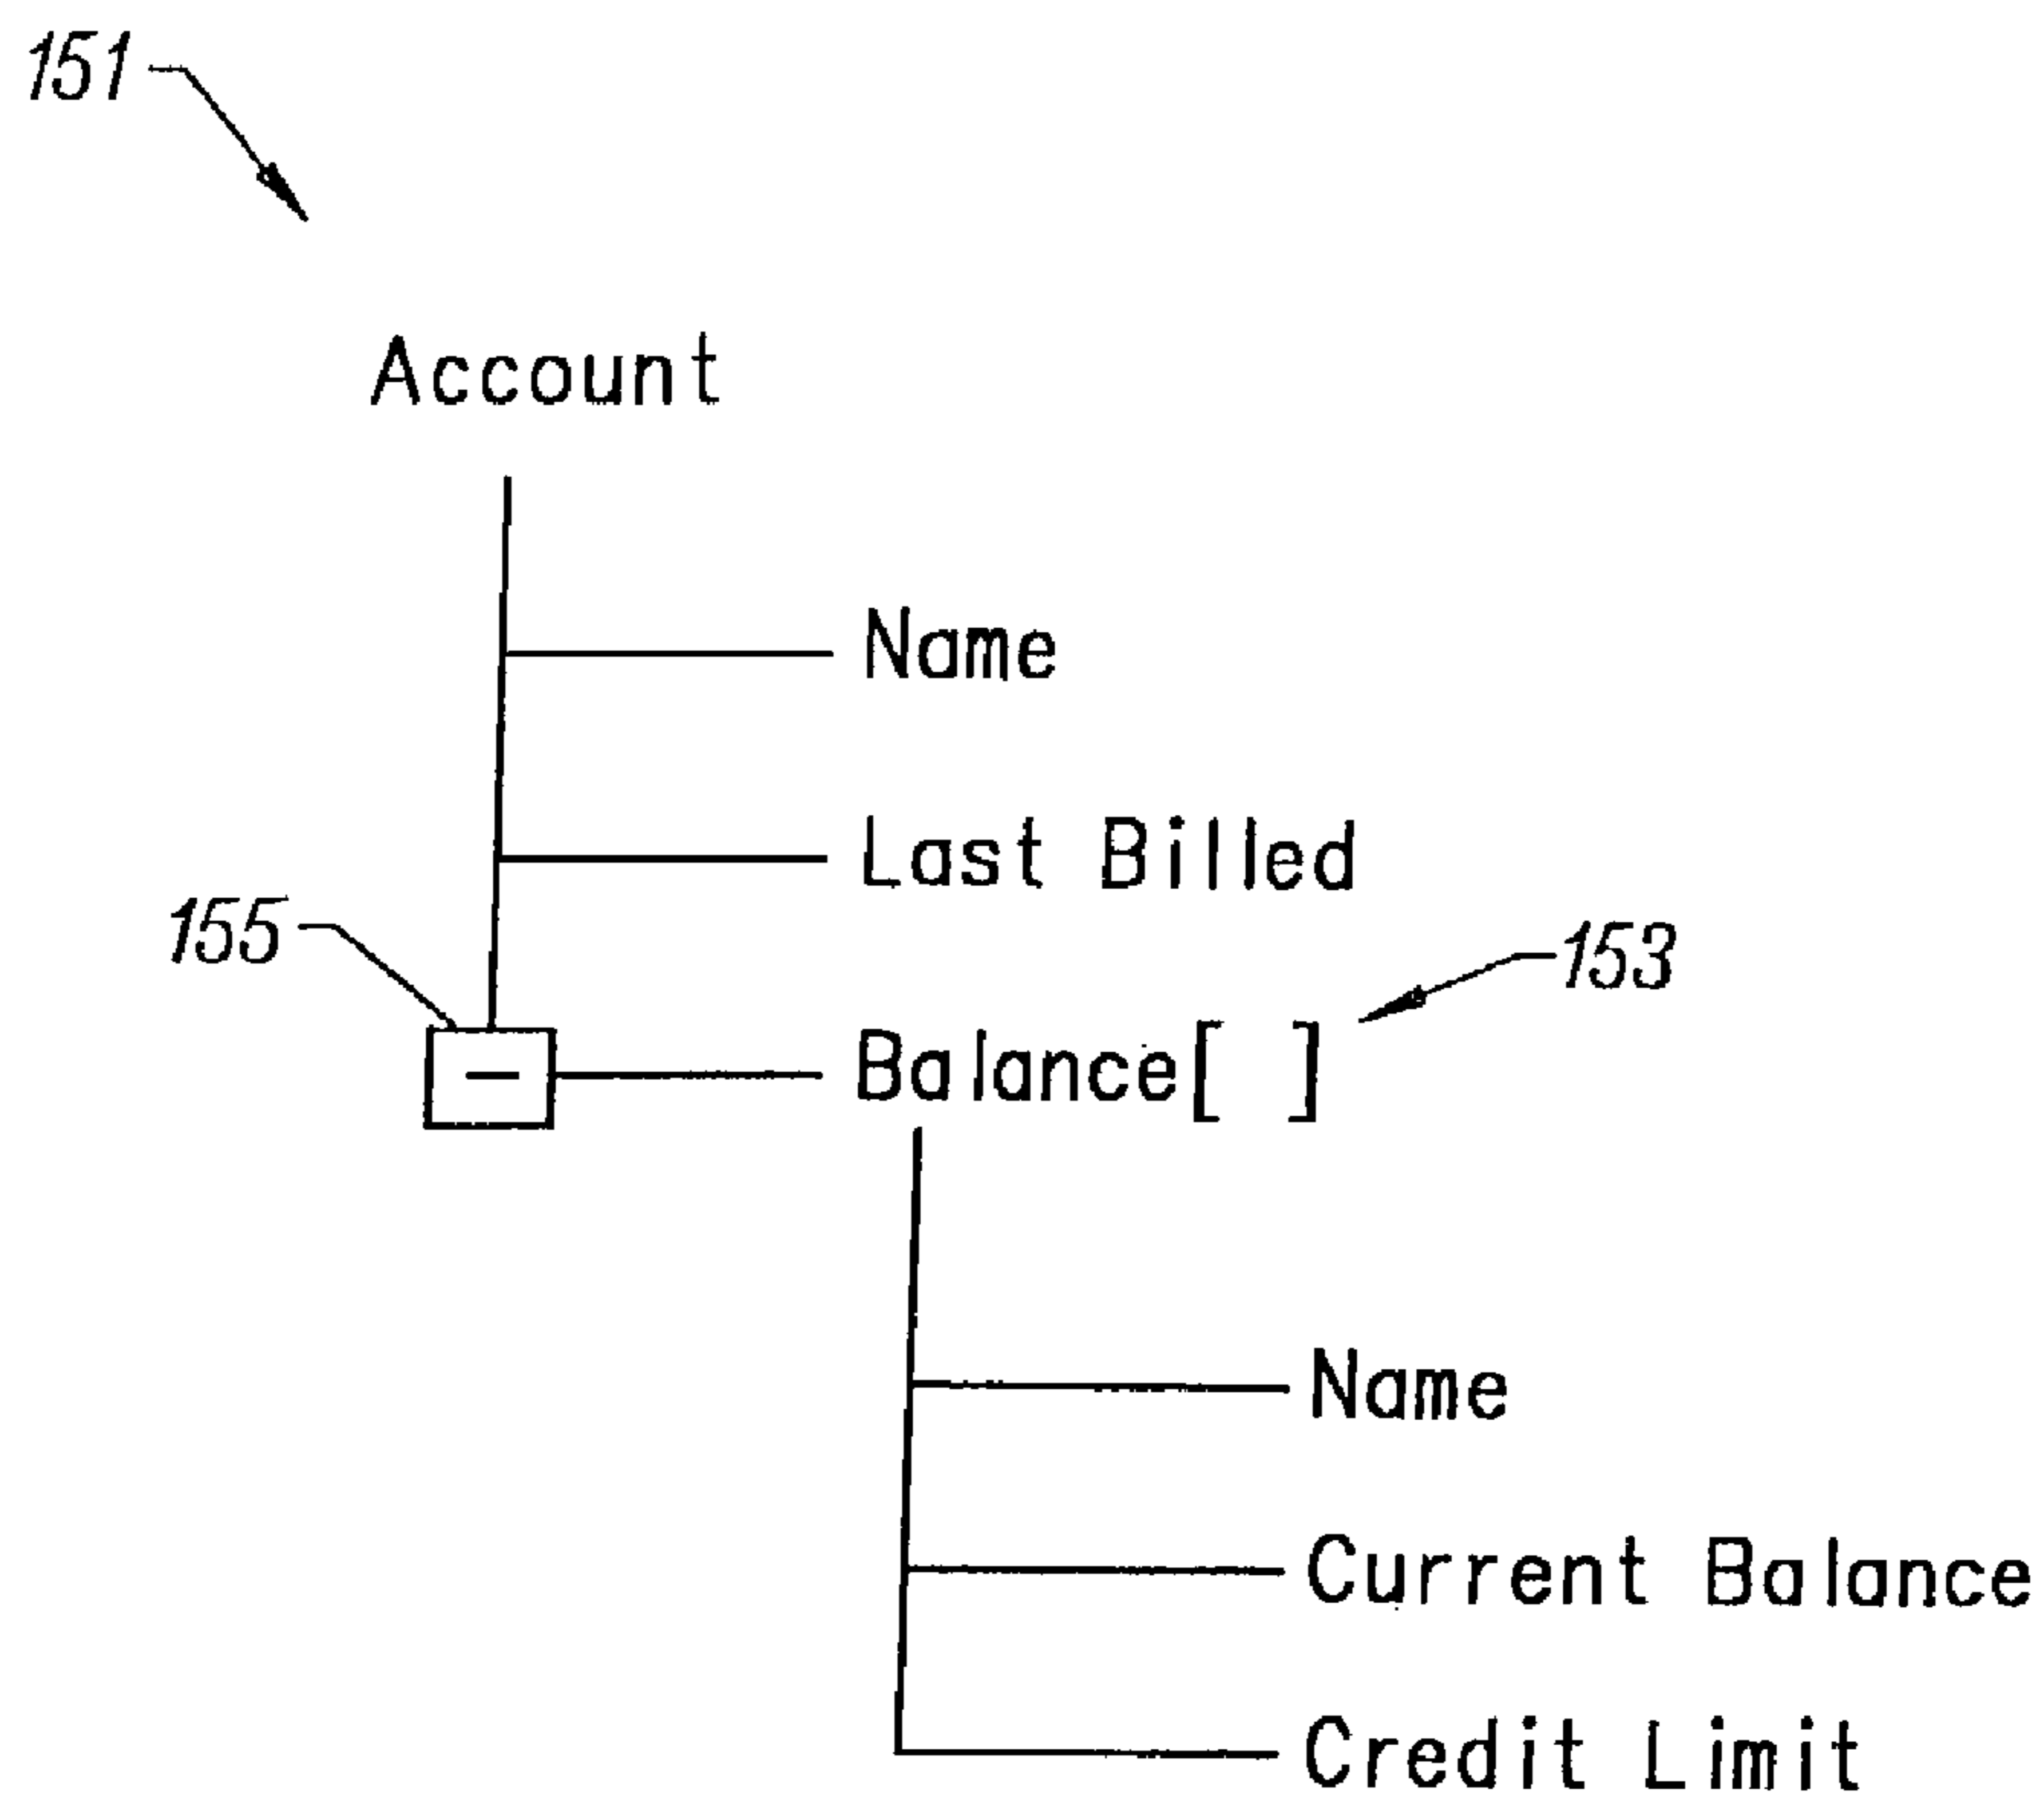 151
Account
Name
Last Billed
155
153
Balance[ ]
Name
Current Balance
Credit Limit